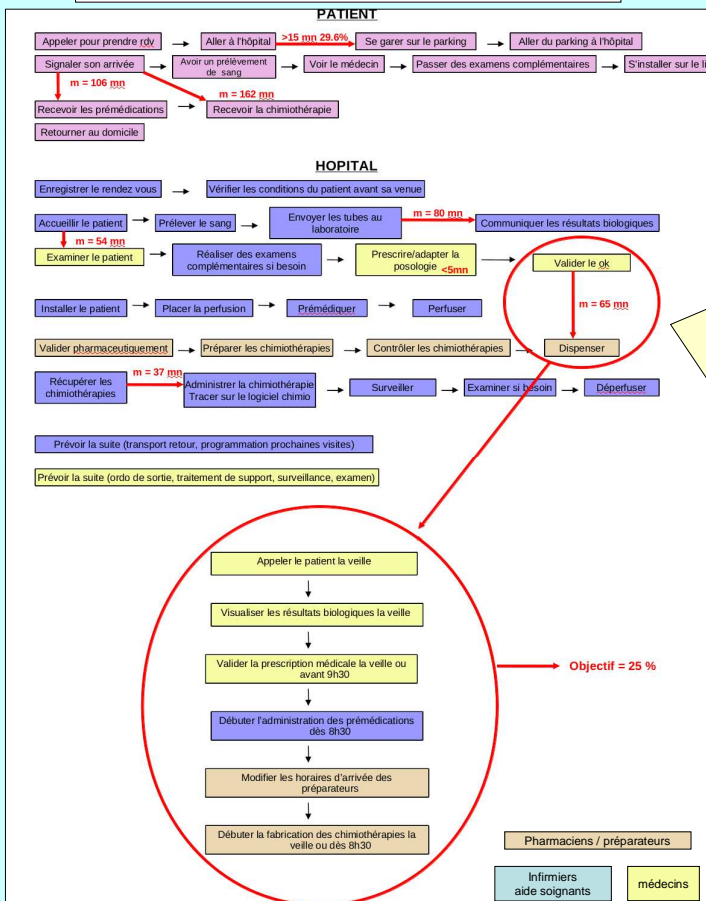 PATIENT
Appeler pour prendre rdv
Aller à l'hôpital
>15 mn 29.6%
Se garer sur le parking
Aller du parking à l'hôpital
Signaler son arrivée
Avoir un prélèvement
de sang
Voir le médecin
Passer des examens complémentaires
S'installer sur le
m = 106 mn
m = 162 mn
Recevoir les prémédications
Recevoir la chimiothérapie
Retourner au domicile
HOPITAL
Enregistrer le rendez vous
Vérifier les conditions du patient avant sa venue
Accueillir le patient
Prélever le sang
Envoyer les tubes au
laboratoire
m = 80 mn
Communiquer les résultats biologiques
m = 54 mn
Examiner le patient
Réaliser des examens
complémentaires si besoin
Prescrire/adapter la
posologie
<5mn
Valider le ok
m = 65 mn
Installer le patient
Placer la perfusion
Prémédiquer
Perfuser
Valider pharmaceutiquement
Préparer les chimiothérapies
Contrôler les chimiothérapies
Dispenser
Récupérer les
chimiothérapies
m = 37 mn
Administrer la chimiothérapie
Tracer sur le logiciel chimio
Surveiller
Examiner si besoin
Déperfuser
Prévoir la suite (transport retour, programmation prochaines visites)
Prévoir la suite (ordo de sortie, traitement de support, surveillance, examen)
Appeler le patient la veille
Visualiser les résultats biologiques la veille
Valider la prescription médicale la veille ou
avant 9h30
Objectif = 25 %
Débuter l'administration des prémédications
dès 8h30
Modifier les horaires d'arrivée des
préparateurs
Débuter la fabrication des chimiothérapies la
veille ou dès 8h30
Pharmaciens / préparateurs
Infirmiers
aide soignants
médecins